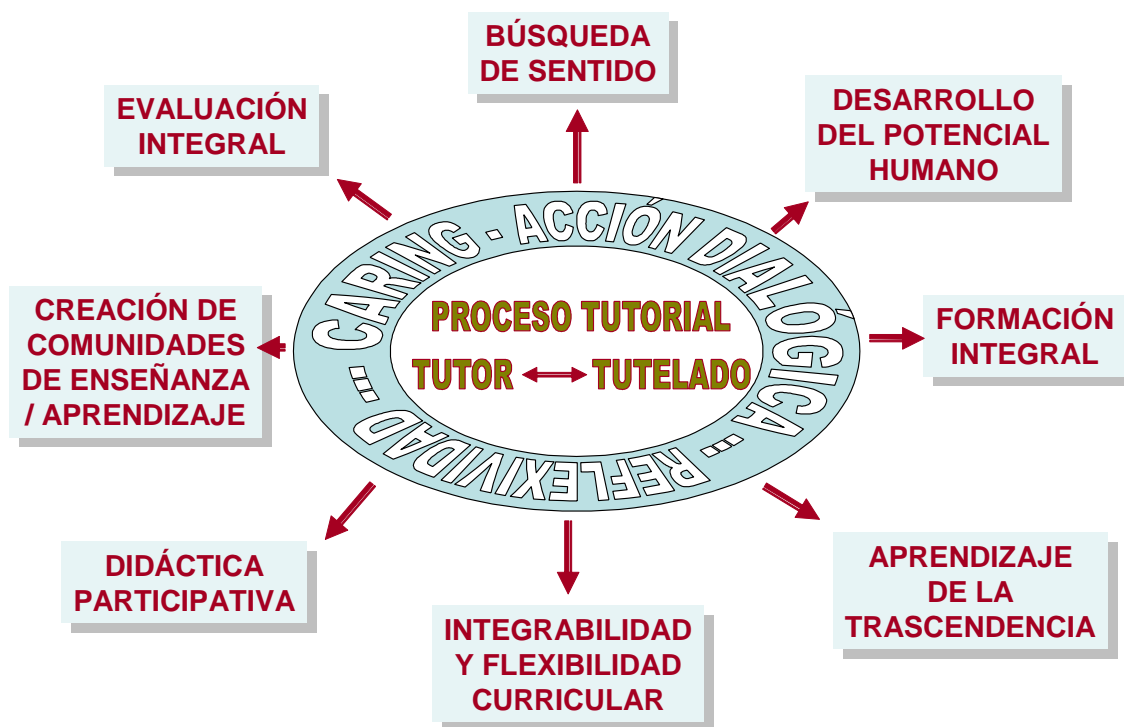 BÚSQUEDA
DE SENTIDO
EVALUACIÓN
INTEGRAL
DESARROLLO
DEL POTENCIAL
HUMANO
CARING - ACCIÓN DIALÓGICA ... REFLEXIVIDAD ...
PROCESO TUTORIAL
TUTOR TUTELADO
CREACIÓN DE
COMUNIDADES
DE ENSEÑANZA
/ APRENDIZAJE
FORMACIÓN
INTEGRAL
DIDÁCTICA
PARTICIPATIVA
INTEGRABILIDAD
Y FLEXIBILIDAD
CURRICULAR
APRENDIZAJE
DE LA
TRASCENDENCIA